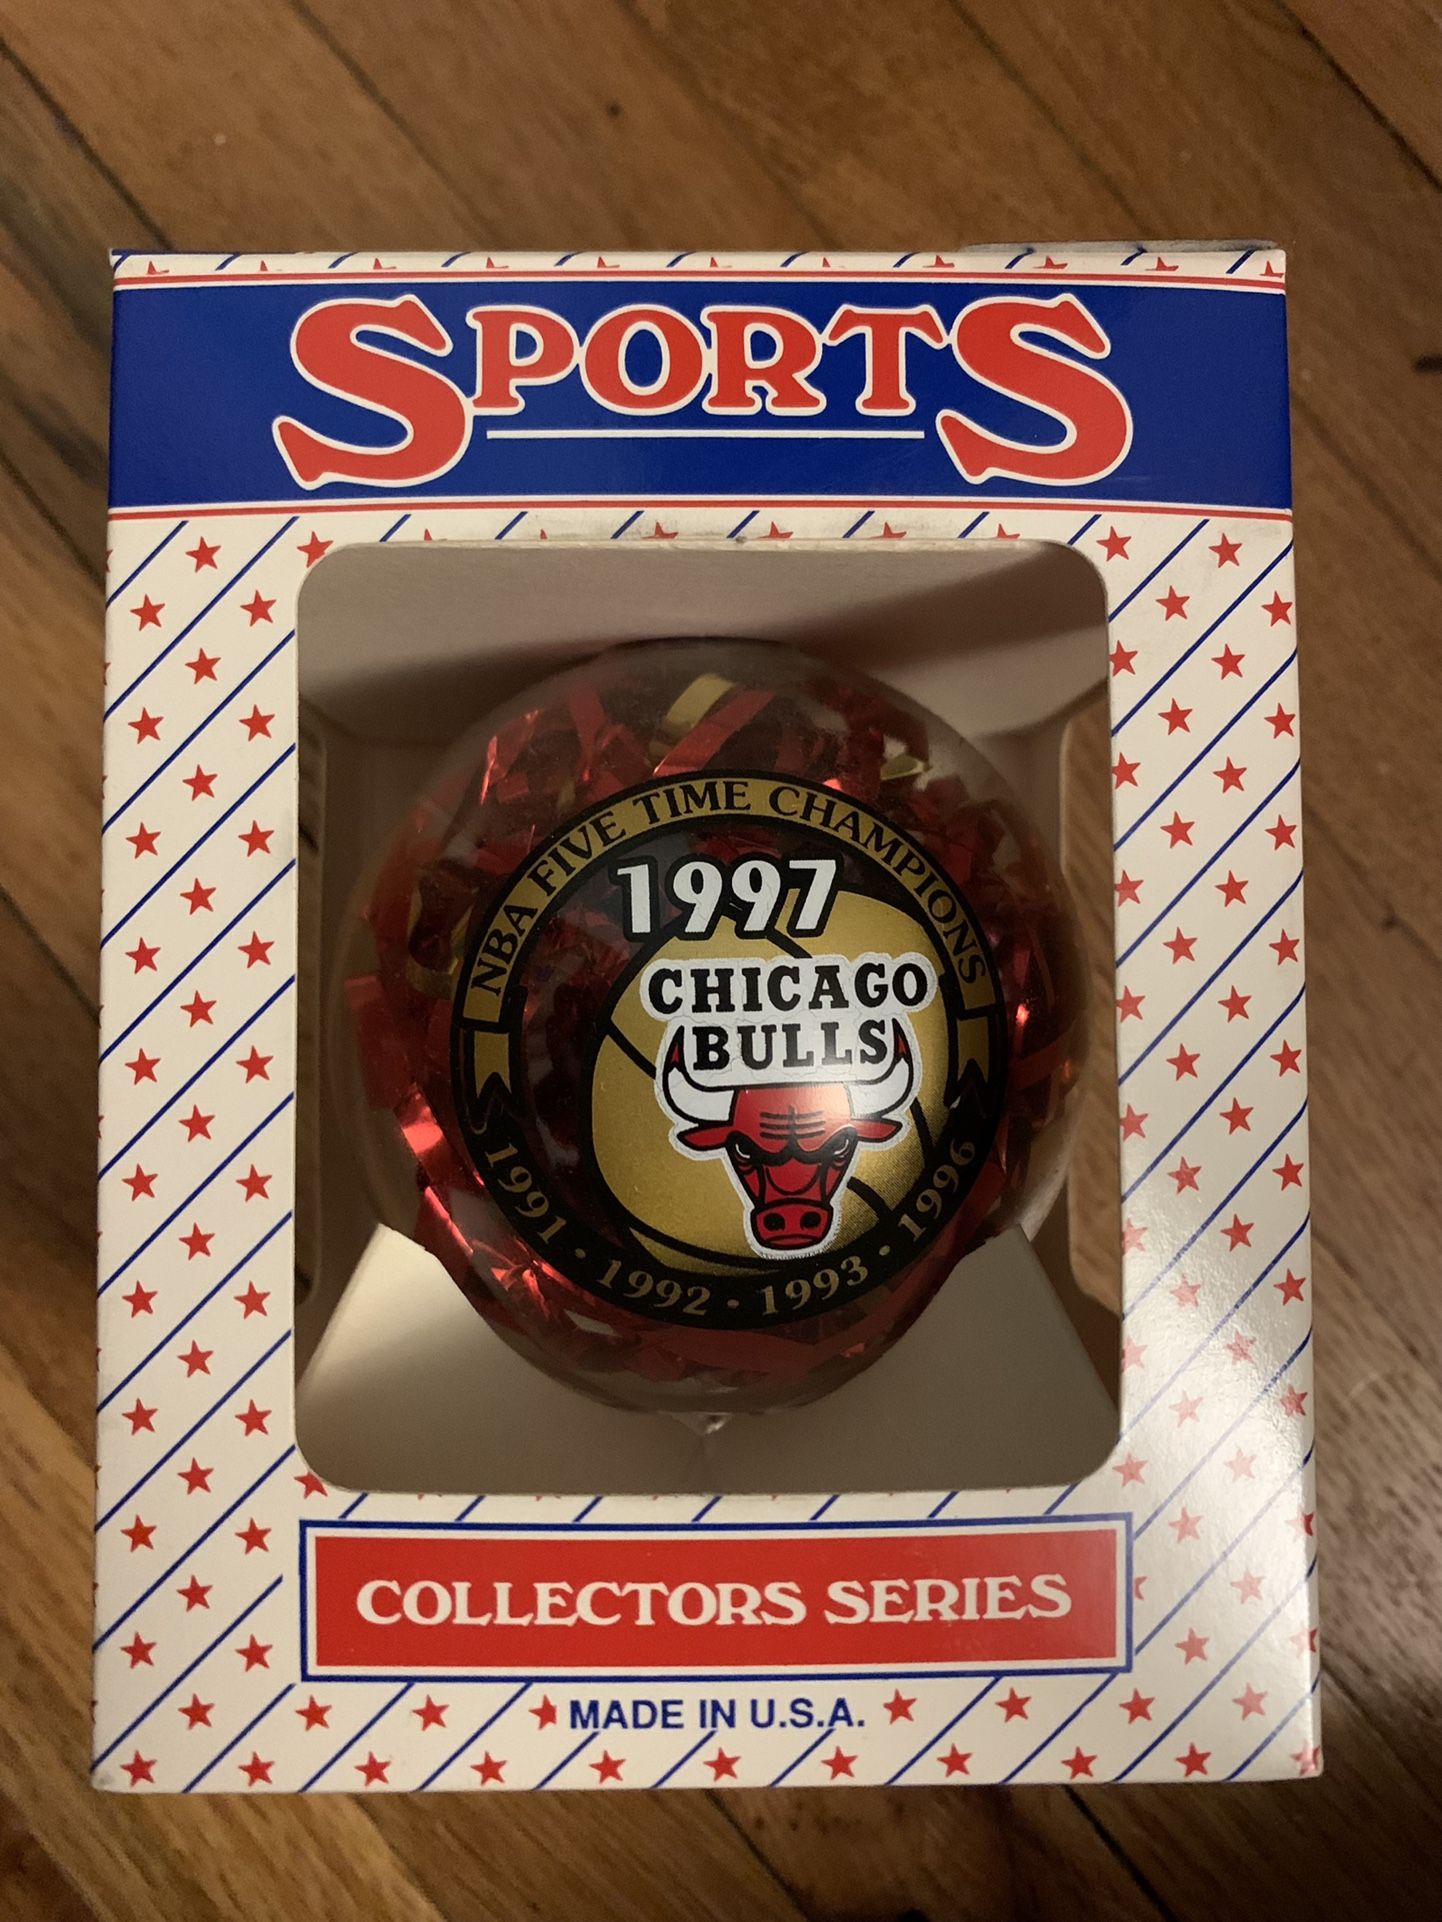 SPORTS
NBA FIVE TIME CHAMPIONS
1997
CHICAGO
BULLS
1991 · 1992 · 1993 · 1996
COLLECTORS SERIES
MADE IN U.S.A.